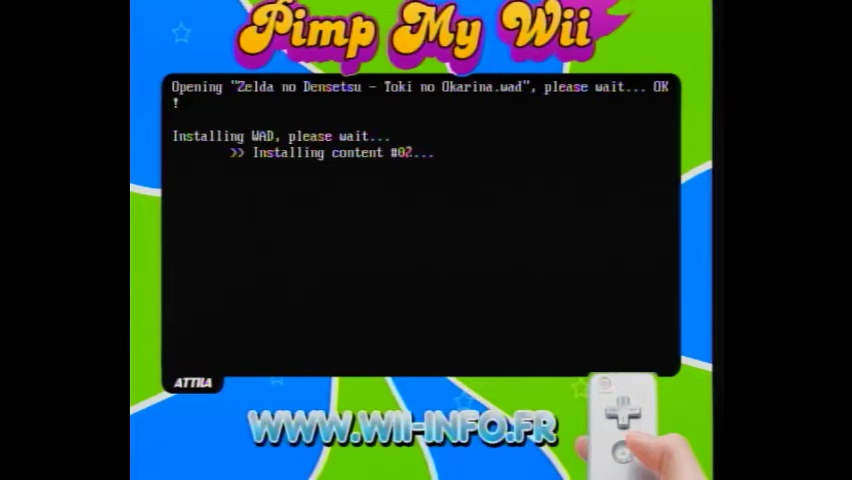 Pimp My Wii
Opening "Zelda no Densetsu - Toki no Okarina.wad", please wait... OK
!
Installing WAD, please wait...
>> Installing content #02...
ATTILA
WWW.WII-INFO.FR